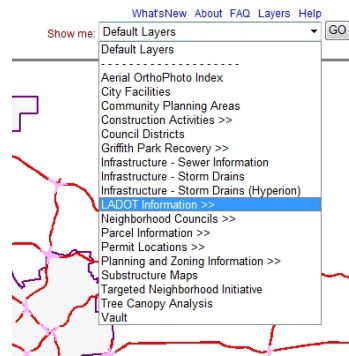 What'sNew About FAQ Layers Help
Show me: Default Layers GO
Default Layers
- - - - - - - - - - - - - - - - - - - -
Aerial OrthoPhoto Index
City Facilities
Community Planning Areas
Construction Activities >>
Council Districts
Griffith Park Recovery >>
Infrastructure - Sewer Information
Infrastructure - Storm Drains
Infrastructure - Storm Drains (Hyperion)
LADOT Information >>
Neighborhood Councils >>
Parcel Information >>
Permit Locations >>
Planning and Zoning Information >>
Substructure Maps
Targeted Neighborhood Initiative
Tree Canopy Analysis
Vault